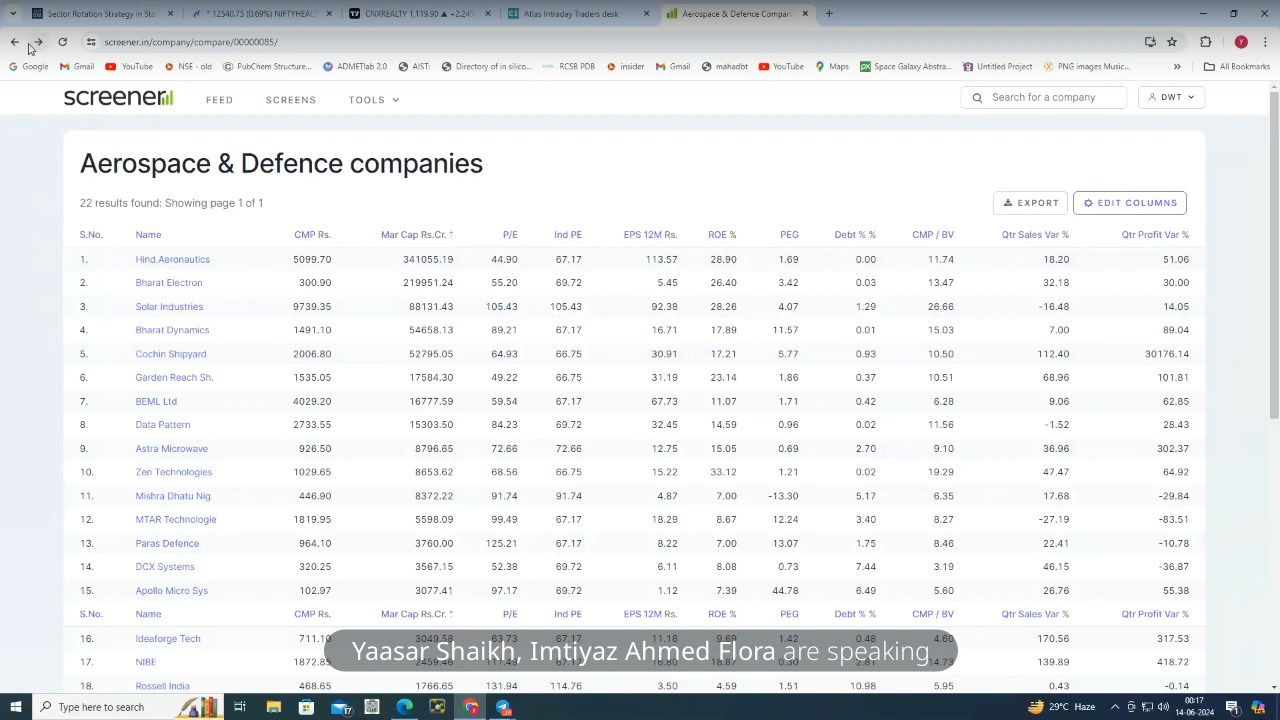 Sector Rotation St
12540.75 (0.69%) NIFTYHEALT
CNXREALTY 1,119.90 ▲ +2.24%
Atlas Intraday Traders desk
Aerospace & Defence Compani
screener.in/company/compare/00000085/
Google
Gmail
YouTube
NSE - old
PubChem Structure...
ADMETlab 2.0
AISTi
Directory of in silico...
RCSB PDB
insider
Gmail
mahadbt
YouTube
Maps
Space Galaxy Abstra...
Untitled Project
PNG images Music...
All Bookmarks
screener
FEED SCREENS TOOLS
Search for a company
DWT
Aerospace & Defence companies
22 results found: Showing page 1 of 1
EXPORT
EDIT COLUMNS
S.No. Name CMP Rs. Mar Cap Rs.Cr. ↑ P/E Ind PE EPS 12M Rs. ROE % PEG Debt % % CMP / BV Qtr Sales Var % Qtr Profit Var %
1. Hind.Aeronautics 5099.70 341055.19 44.90 67.17 113.57 28.90 1.69 0.00 11.74 18.20 51.06
2. Bharat Electron 300.90 219951.24 55.20 69.72 5.45 26.40 3.42 0.03 13.47 32.18 30.00
3. Solar Industries 9739.35 88131.43 105.43 105.43 92.38 28.26 4.07 1.29 26.66 -16.48 14.05
4. Bharat Dynamics 1491.10 54658.13 89.21 67.17 16.71 17.89 11.57 0.01 15.03 7.00 89.04
5. Cochin Shipyard 2006.80 52795.05 64.93 66.75 30.91 17.21 5.77 0.93 10.50 112.40 30176.14
6. Garden Reach Sh. 1535.05 17584.30 49.22 66.75 31.19 23.14 1.86 0.37 10.51 68.96 101.81
7. BEML Ltd 4029.20 16777.59 59.54 67.17 67.73 11.07 1.71 0.42 6.28 9.06 62.85
8. Data Pattern 2733.55 15303.50 84.23 69.72 32.45 14.59 0.96 0.02 11.56 -1.52 28.43
9. Astra Microwave 926.50 8796.65 72.66 72.66 12.75 15.05 0.69 2.70 9.10 36.96 302.37
10. Zen Technologies 1029.65 8653.62 68.56 66.75 15.22 33.12 1.21 0.02 19.29 47.47 64.92
11. Mishra Dhatu Nig 446.90 8372.22 91.74 91.74 4.87 7.00 -13.30 5.17 6.35 17.68 -29.84
12. MTAR Technologie 1819.95 5598.09 99.49 67.17 18.29 8.67 12.24 3.40 8.27 -27.19 -83.51
13. Paras Defence 964.10 3760.00 125.21 67.17 8.22 7.00 13.07 1.75 8.46 22.41 -10.78
14. DCX Systems 320.25 3567.15 52.38 69.72 6.11 8.08 0.73 7.44 3.19 46.15 -36.87
15. Apollo Micro Sys 102.97 3077.41 97.17 69.72 1.12 7.39 44.78 6.49 5.60 26.76 55.38
S.No. Name CMP Rs. Mar Cap Rs.Cr. ↑ P/E Ind PE EPS 12M Rs. ROE % PEG Debt % % CMP / BV Qtr Sales Var % Qtr Profit Var %
16. Ideaforge Tech 711.10 170.56 317.53
Yaasar Shaikh, Imtiyaz Ahmed Flora are speaking
17. NIBE 1872.85 139.89 418.72
18. Rossell India 468.65 1766.65 131.94 114.76 3.50 4.59 1.51 10.98 5.95 0.43 -0.14
Type here to search
29°C Haze
00:17
14-06-2024